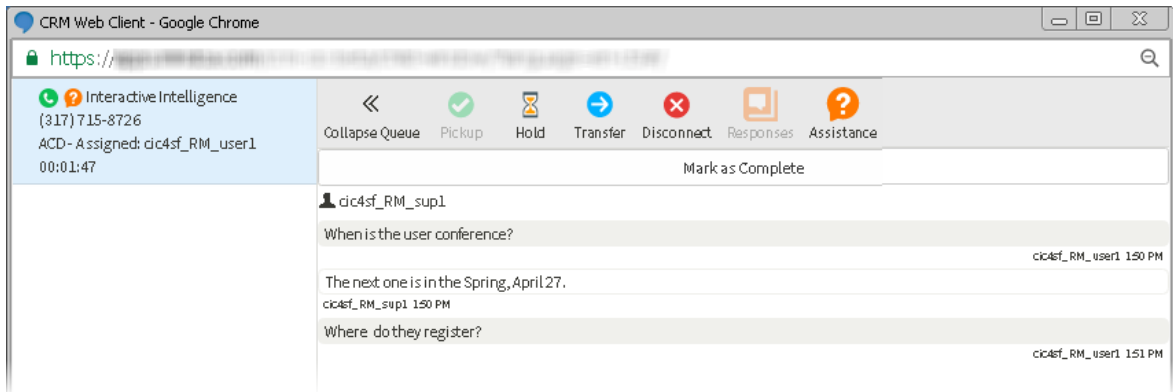 CRM Web Client - Google Chrome
https://
Interactive Intelligence
(317) 715-8726
ACD - Assigned: cic4sf_RM_user1
00:01:47
Collapse Queue Pickup Hold Transfer Disconnect Responses Assistance
Mark as Complete
cic4sf_RM_sup1
When is the user conference?
cic4sf_RM_user1 1:50 PM
The next one is in the Spring, April 27.
cic4sf_RM_sup1 1:50 PM
Where do they register?
cic4sf_RM_user1 1:51 PM